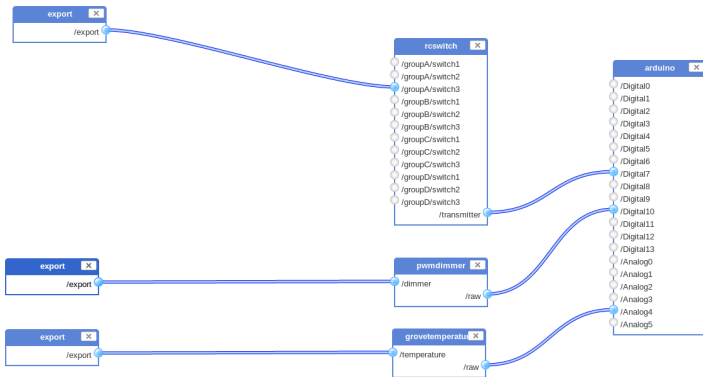 export
/export
rcswitch
/groupA/switch1
/groupA/switch2
/groupA/switch3
/groupB/switch1
/groupB/switch2
/groupB/switch3
/groupC/switch1
/groupC/switch2
/groupC/switch3
/groupD/switch1
/groupD/switch2
/groupD/switch3
/transmitter
arduino
/Digital0
/Digital1
/Digital2
/Digital3
/Digital4
/Digital5
/Digital6
/Digital7
/Digital8
/Digital9
/Digital10
/Digital11
/Digital12
/Digital13
/Analog0
/Analog1
/Analog2
/Analog3
/Analog4
/Analog5
export
/export
pwmdimmer
/dimmer
/raw
export
/export
grovetemperatu
/temperature
/raw